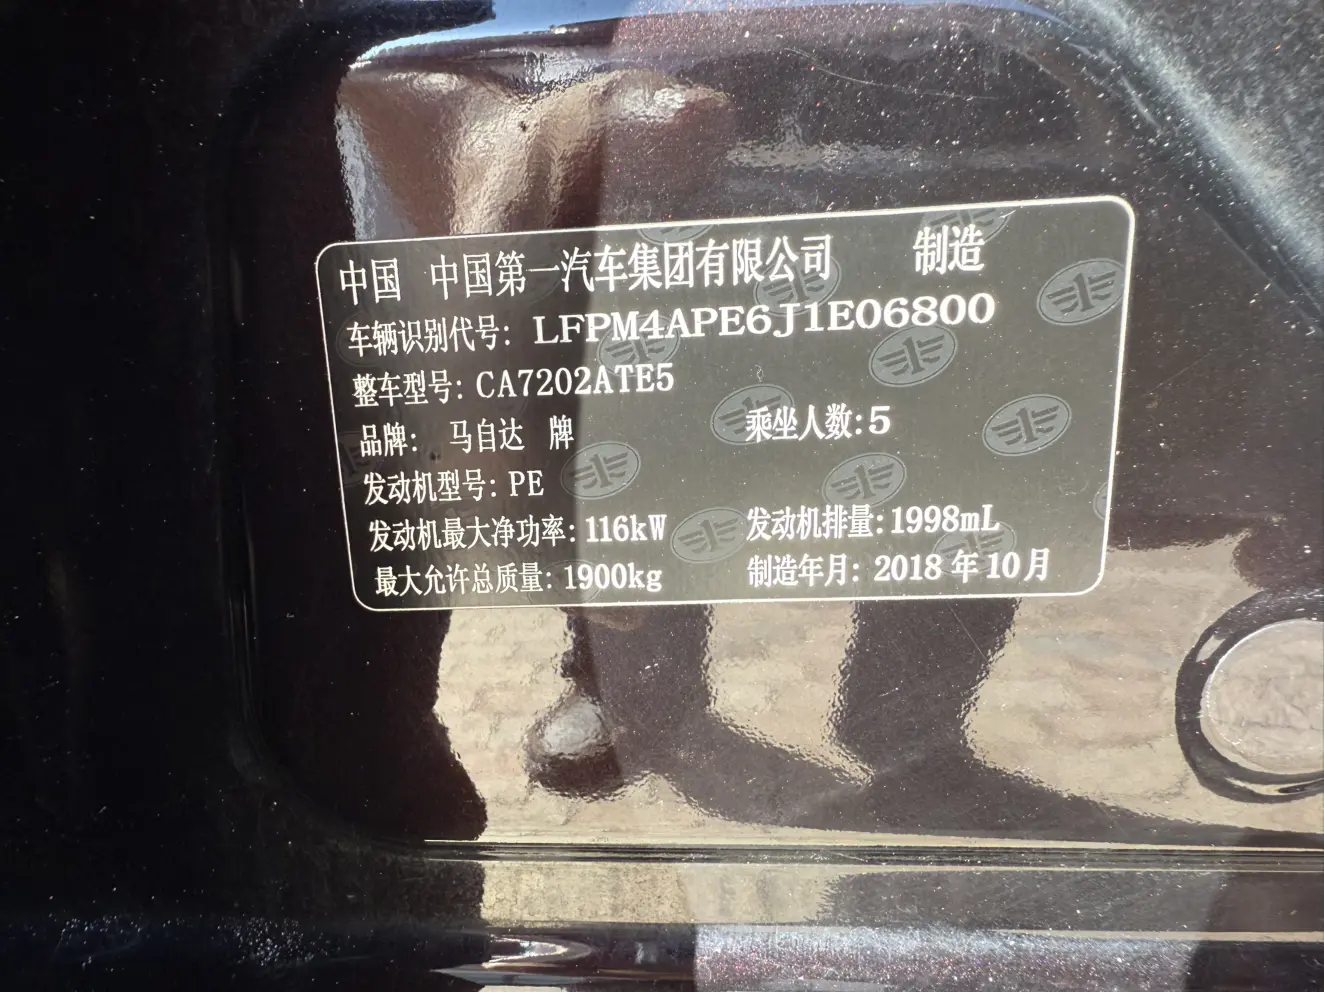 中国 中国第一汽车集团有限公司 制造
车辆识别代号: LFPM4APE6J1E06800
整车型号: CA7202ATE5
品牌: 马自达 牌 乘坐人数: 5
发动机型号: PE
发动机最大净功率: 116kW 发动机排量: 1998mL
最大允许总质量: 1900kg 制造年月: 2018 年 10 月